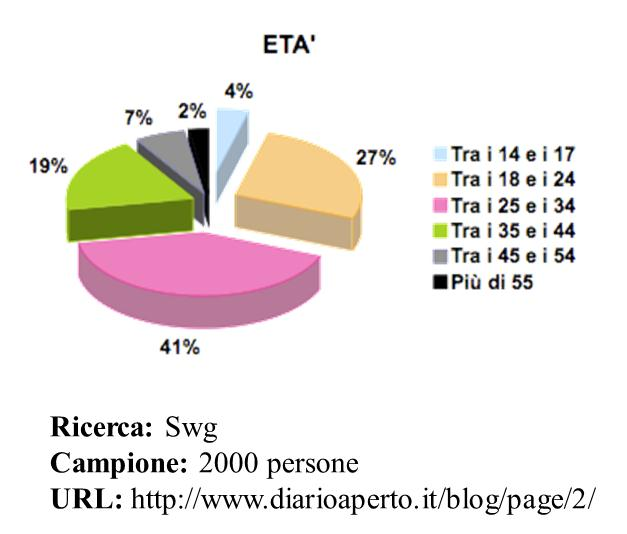 ETA'
4%
7%
2%
27%
19%
41%
Tra i 14 e i 17
Tra i 18 e i 24
Tra i 25 e i 34
Tra i 35 e i 44
Tra i 45 e i 54
Più di 55
Ricerca: Swg
Campione: 2000 persone
URL: http://www.diarioaperto.it/blog/page/2/